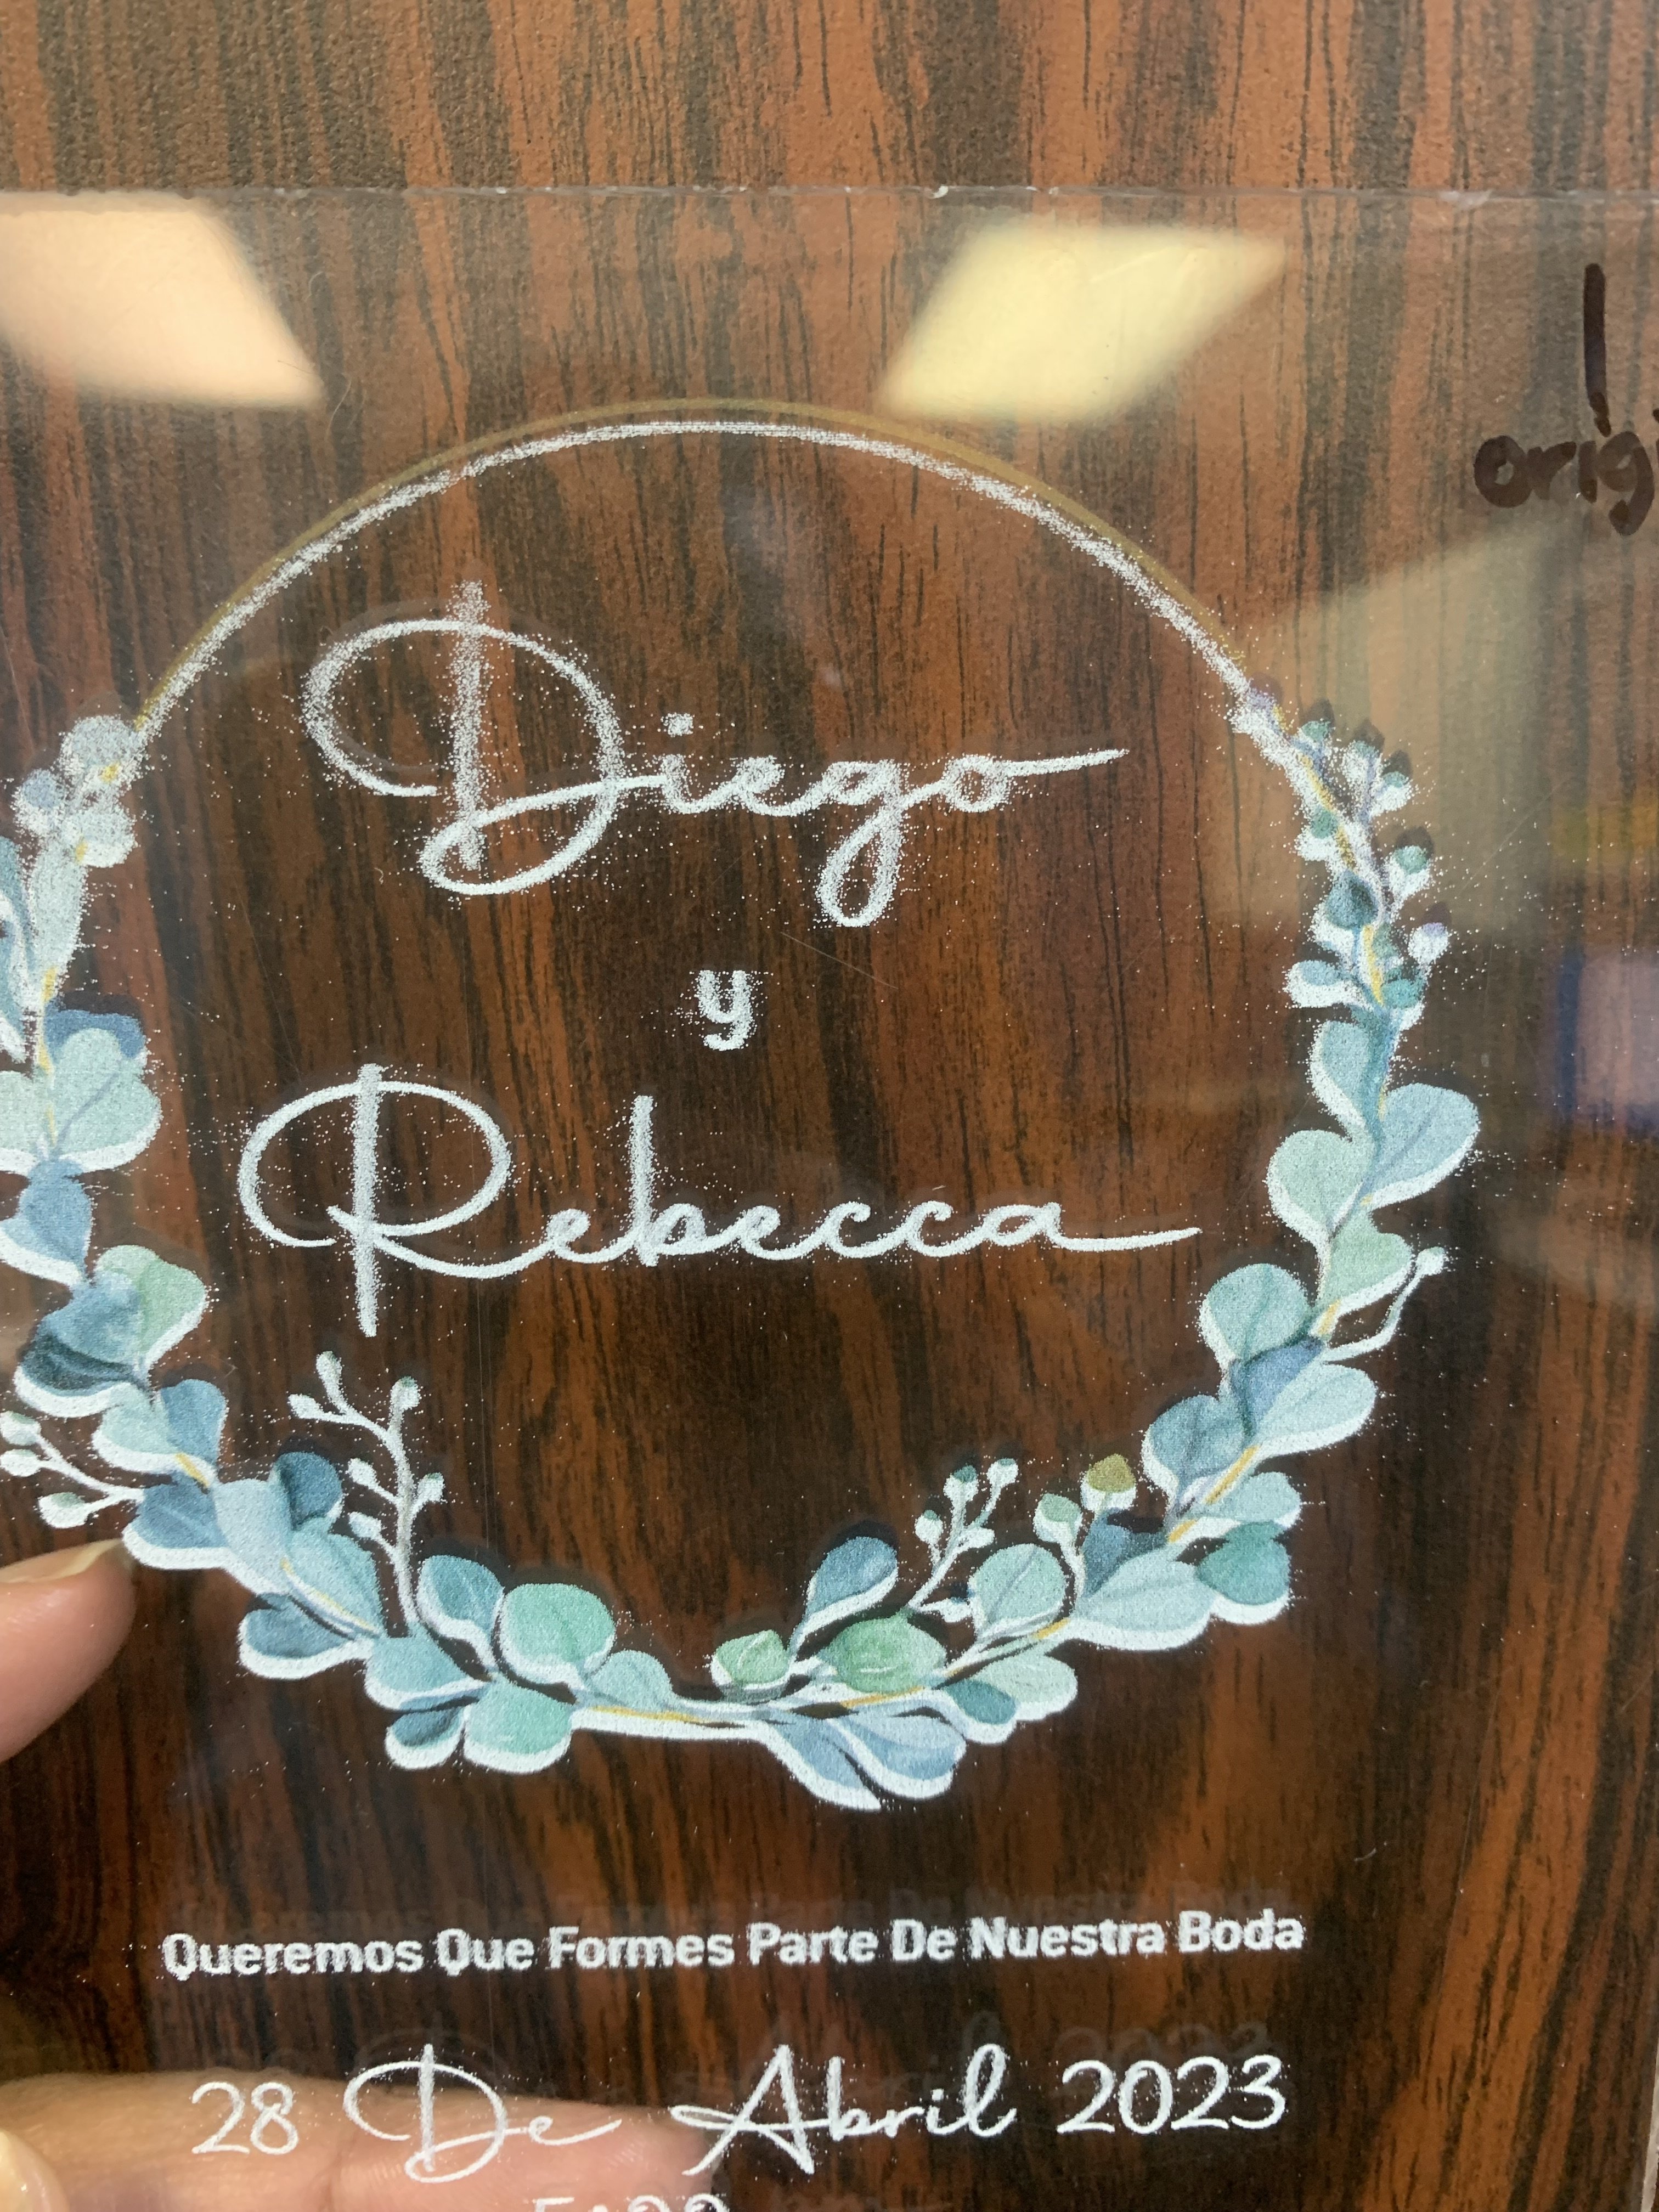 Diego
y
Rebecca
Queremos Que Formes Parte De Nuestra Boda
28 De Abril 2023